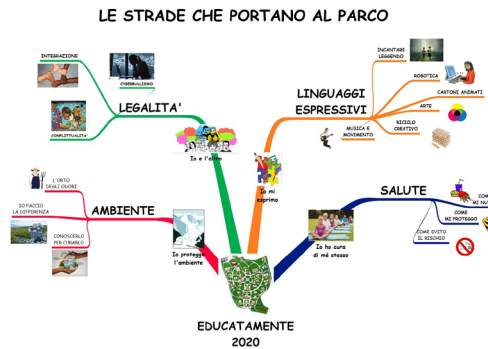 LE STRADE CHE PORTANO AL PARCO
INTEGRAZIONE
CYBERBULLISMO
LEGALITA'
CONFLITTUALITA'
Io e l'altro
INCANTARE
LEGGENDO
ROBOTICA
CARTONI ANIMATI
LINGUAGGI
ESPRESSIVI
ARTE
MUSICA E
MOVIMENTO
RICICLO
CREATIVO
Io mi
esprimo
L'ORTO
DEGLI ODORI
IO FACCIO
LA DIFFERENZA
AMBIENTE
CONOSCERLO
PER CURARLO
Io proteggo
l'ambiente
SALUTE
COME
MI NU
COME
MI PROTEGGO
COME EVITO
IL RISCHIO
Io ho cura
di me stesso
EDUCATAMENTE
2020